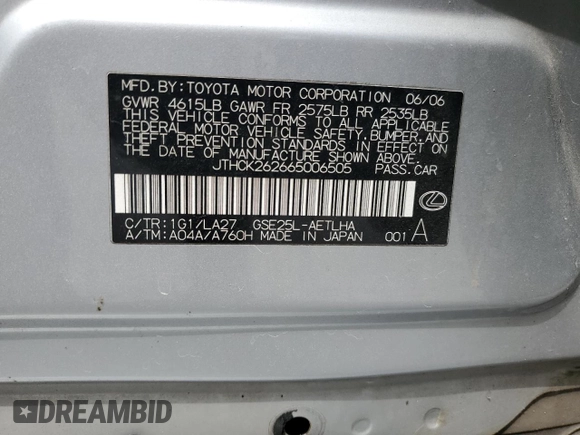 MFD. BY: TOYOTA MOTOR CORPORATION 06/06
GVWR 4615LB GAWR FR 2575LB RR 2535LB
THIS VEHICLE CONFORMS TO ALL APPLICABLE
FEDERAL MOTOR VEHICLE SAFETY, BUMPER, AND
THEFT PREVENTION STANDARDS IN EFFECT ON
THE DATE OF MANUFACTURE SHOWN ABOVE.
JTHCK262665006505 PASS. CAR
C/TR: 1G1/LA27 GSE25L-AETLHA
A/TM: A04A/A760H MADE IN JAPAN 001 A
DREAMBID